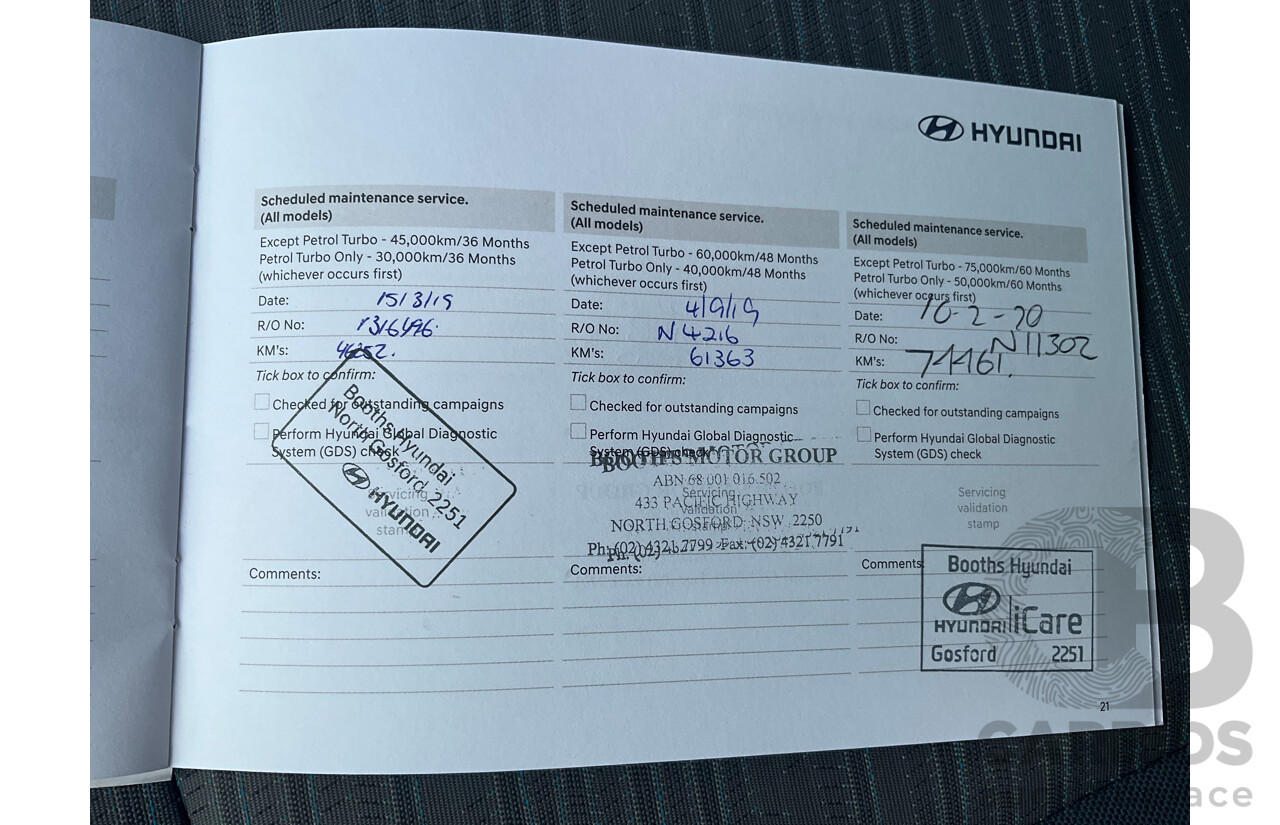 HYUNDAI
Scheduled maintenance service.
(All models)
Except Petrol Turbo - 45,000km/36 Months
Petrol Turbo Only - 30,000km/36 Months
(whichever occurs first)
Date: 15/3/19
R/O No:
KM's:
Tick box to confirm:
Checked for outstanding campaigns
Perform Hyundai Global Diagnostic
System (GDS) check
Servicing
validation
stamp
Booths Hyundai
North Gosford 2251
HYUNDAI
Comments:
Scheduled maintenance service.
(All models)
Except Petrol Turbo - 60,000km/48 Months
Petrol Turbo Only - 40,000km/48 Months
(whichever occurs first)
Date: 4/9/19
R/O No: N 4216
KM's: 61363
Tick box to confirm:
Checked for outstanding campaigns
Perform Hyundai Global Diagnostic
System (GDS) check
BOOTHS MOTOR GROUP
ABN 68 001 016 502
Servicing
433 PACIFIC HIGHWAY
validation
NORTH GOSFORD NSW 2250
stamp
Ph: (02) 4321 7799 Fax: (02) 4321 7791
Comments:
Scheduled maintenance service.
(All models)
Except Petrol Turbo - 75,000km/60 Months
Petrol Turbo Only - 50,000km/60 Months
(whichever occurs first)
Date: 10-2-20
R/O No: N11302
KM's: 74461.
Tick box to confirm:
Checked for outstanding campaigns
Perform Hyundai Global Diagnostic
System (GDS) check
Servicing
validation
stamp
Comments:
Booths Hyundai
HYUNDAI iCare
Gosford 2251
21